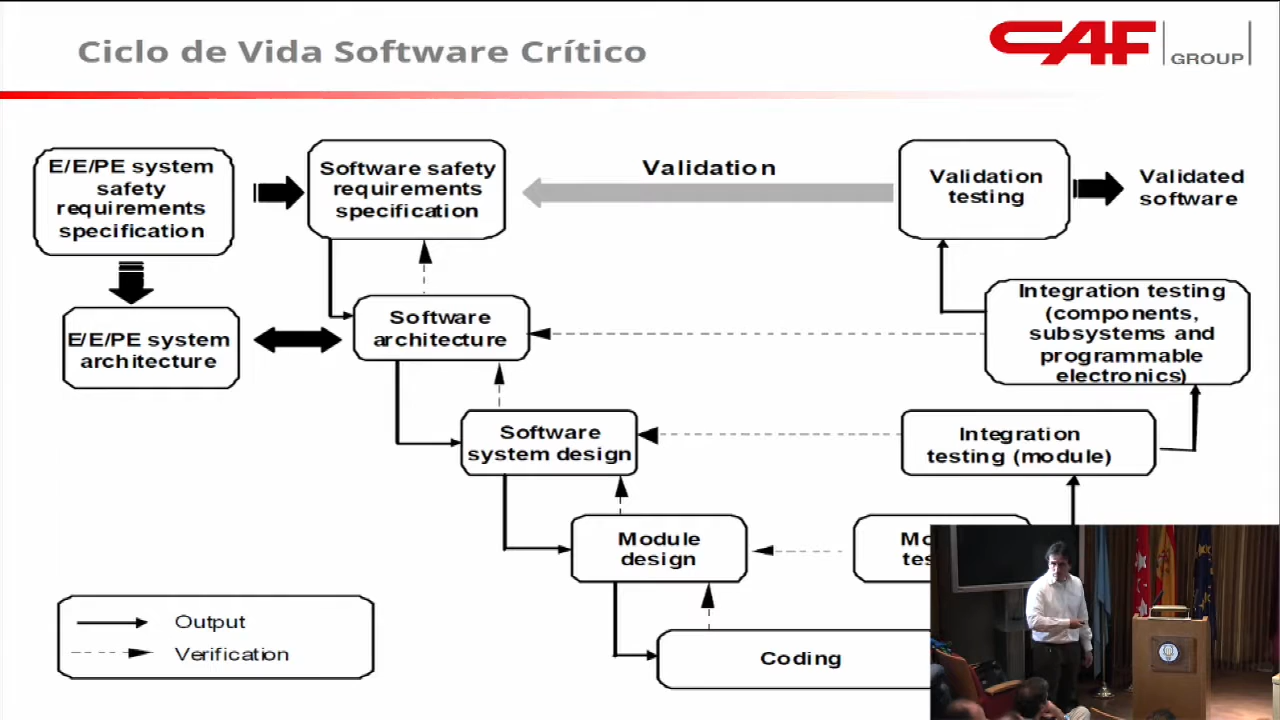 Ciclo de Vida Software Crítico
CAF
GROUP
E/E/PE system
safety
requirements
specification
Software safety
requirements
specification
Validation
Validation
testing
Validated
software
E/E/PE system
architecture
Software
architecture
Integration testing
(components,
subsystems and
programmable
electronics)
Software
system design
Integration
testing (module)
Module
design
Coding
Output
Verification